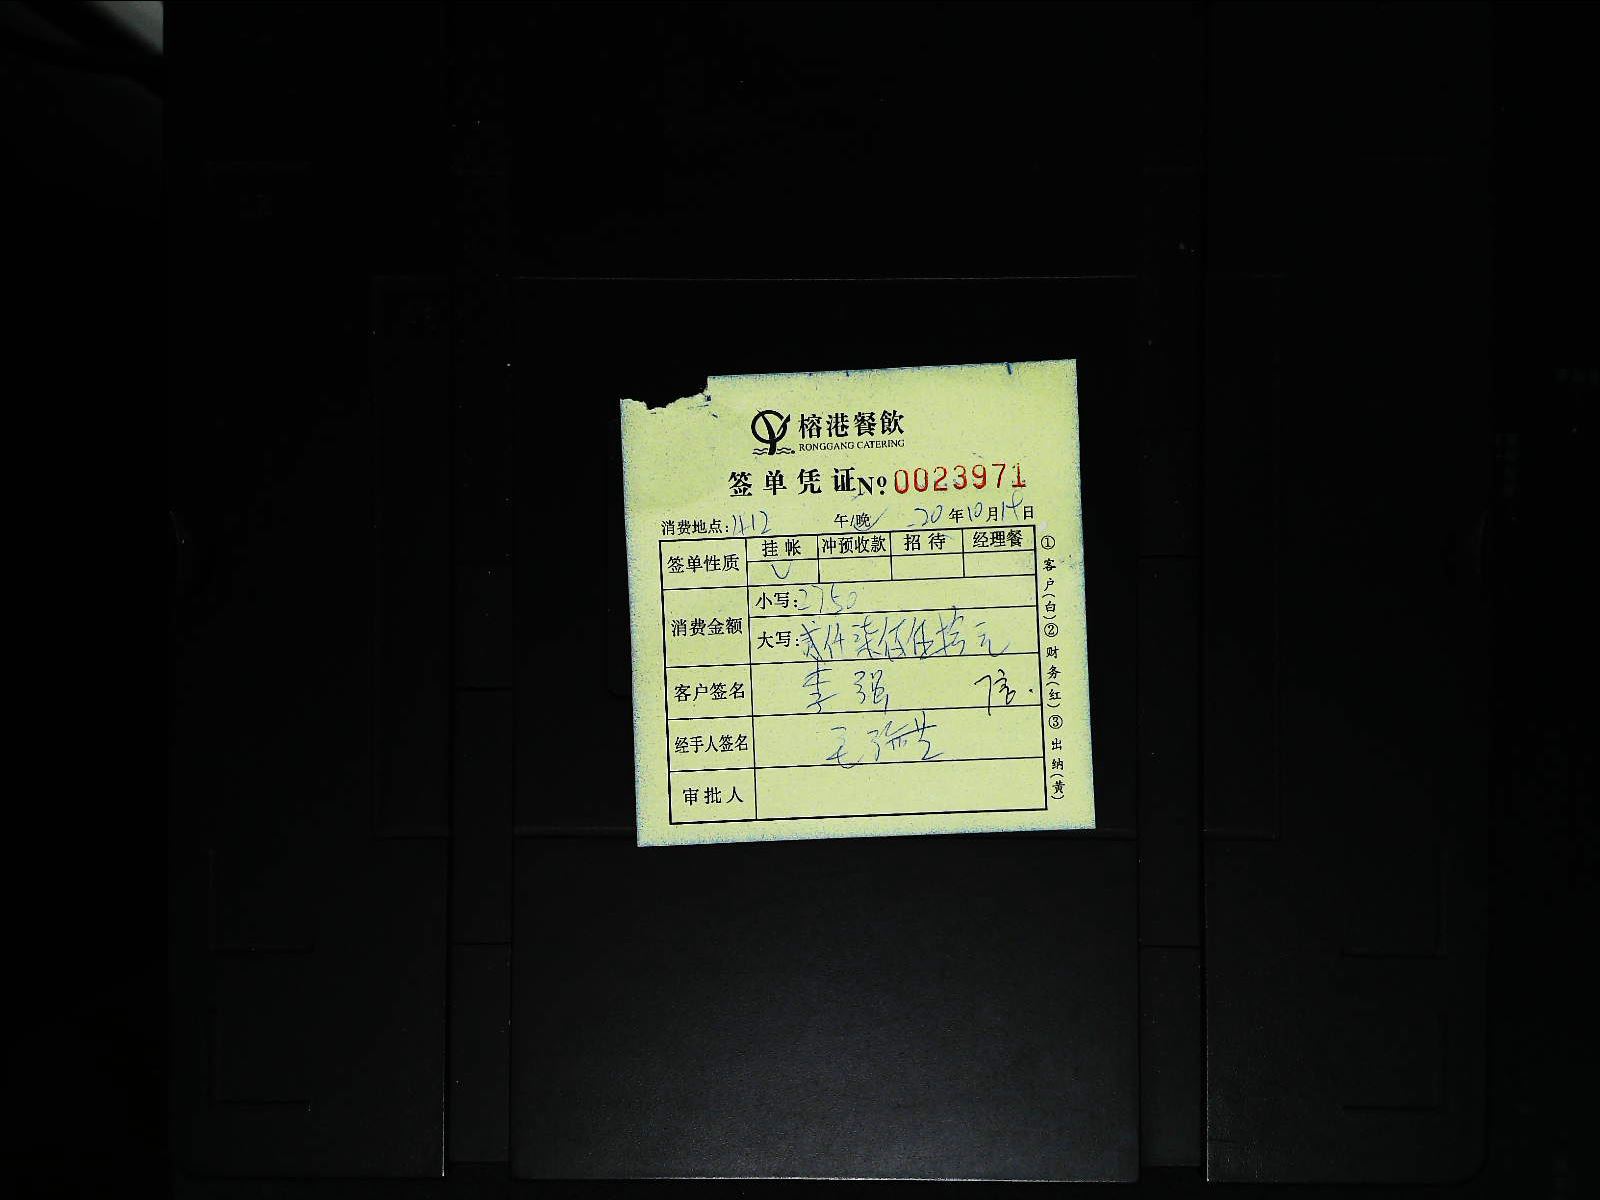 榕港餐飲
RONGGANG CATERING
签单凭证 No 0023971
消费地点:1412 午/晚 20年10月14日
签单性质 挂帐 冲预收款 招待 经理餐
√
消费金额 小写:2750
大写:贰仟柒佰伍拾元
客户签名 李强
经手人签名
审批人
①客户(白)②财务(红)③出纳(黄)